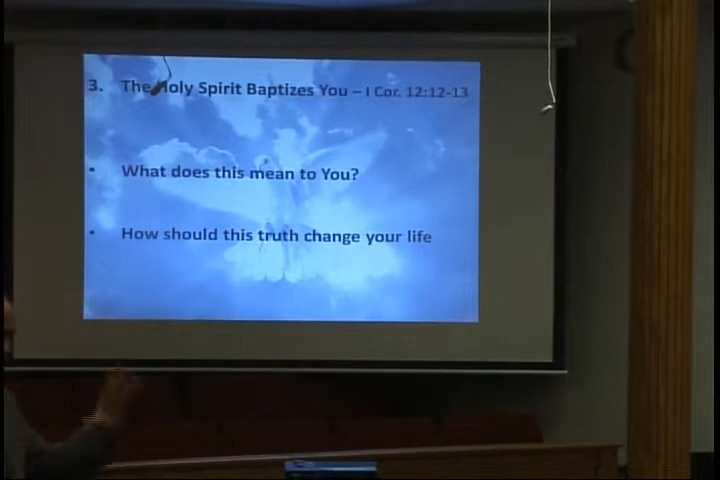 3. The Holy Spirit Baptizes You – I Cor. 12:12-13
• What does this mean to You?
• How should this truth change your life